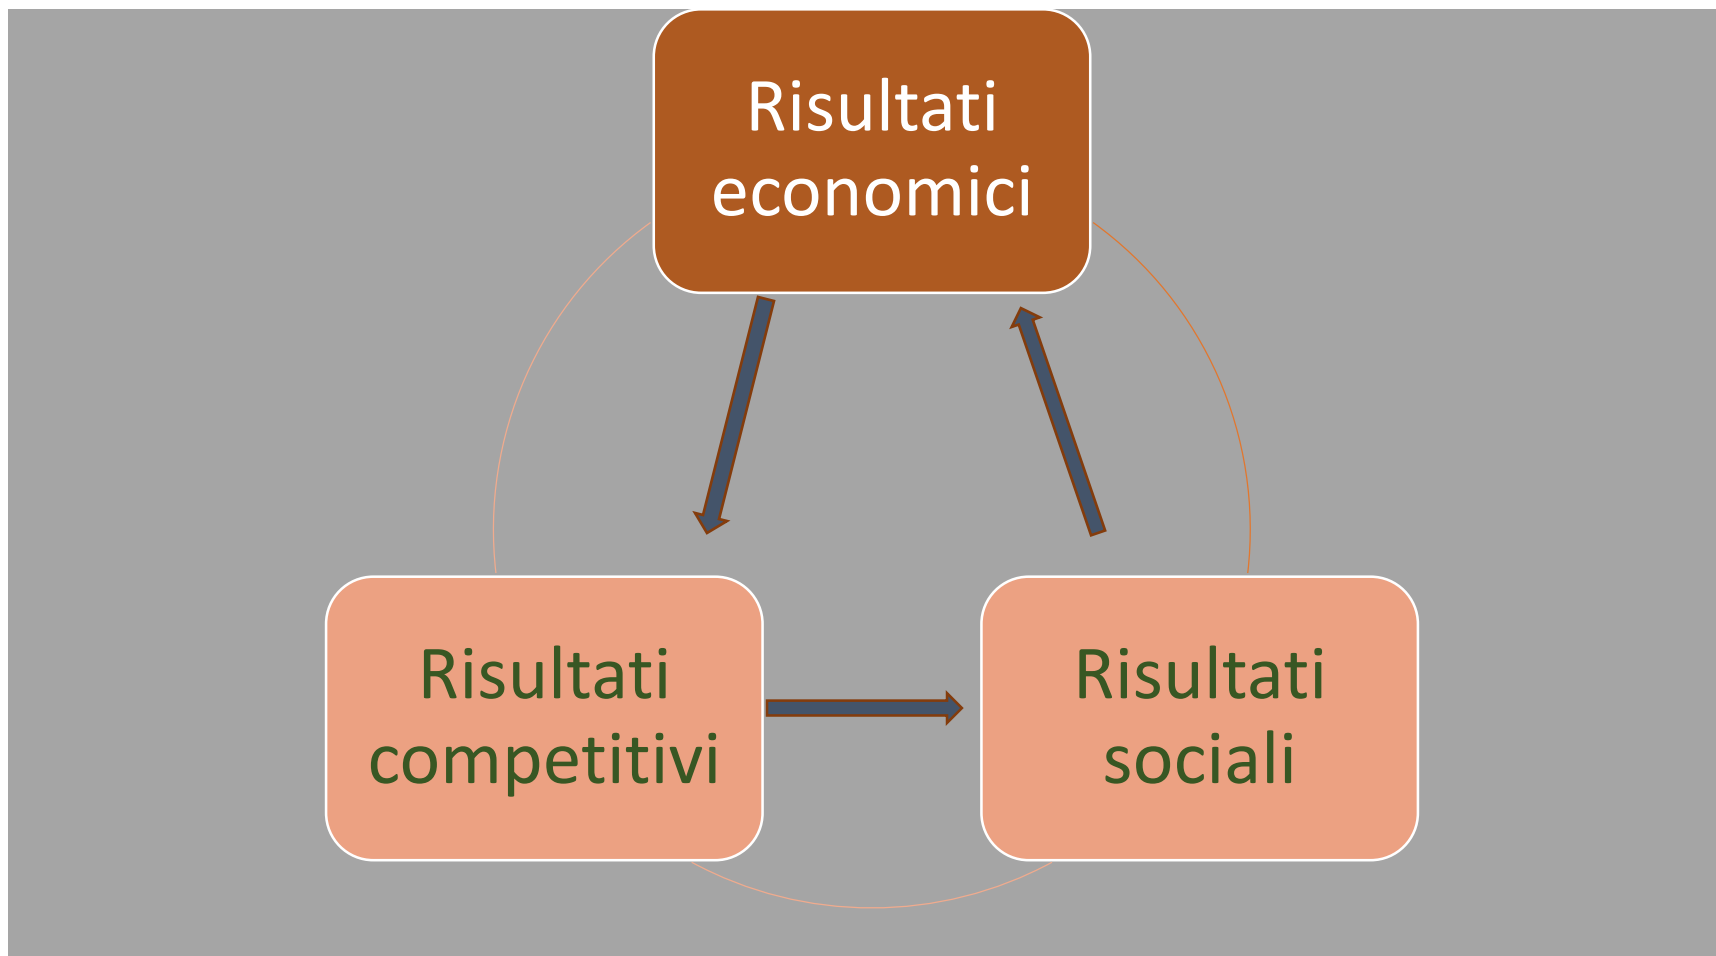 Risultati
economici
Risultati
competitivi
Risultati
sociali